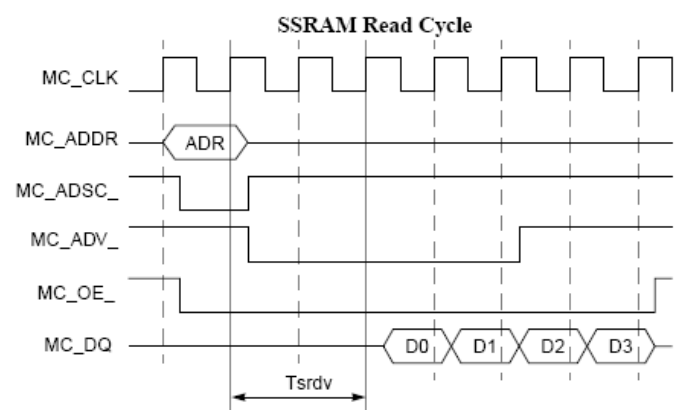 SSRAM Read Cycle
MC_CLK
MC_ADDR ADR
MC_ADSC_
MC_ADV_
MC_OE_
MC_DQ D0 D1 D2 D3
Tsrdv